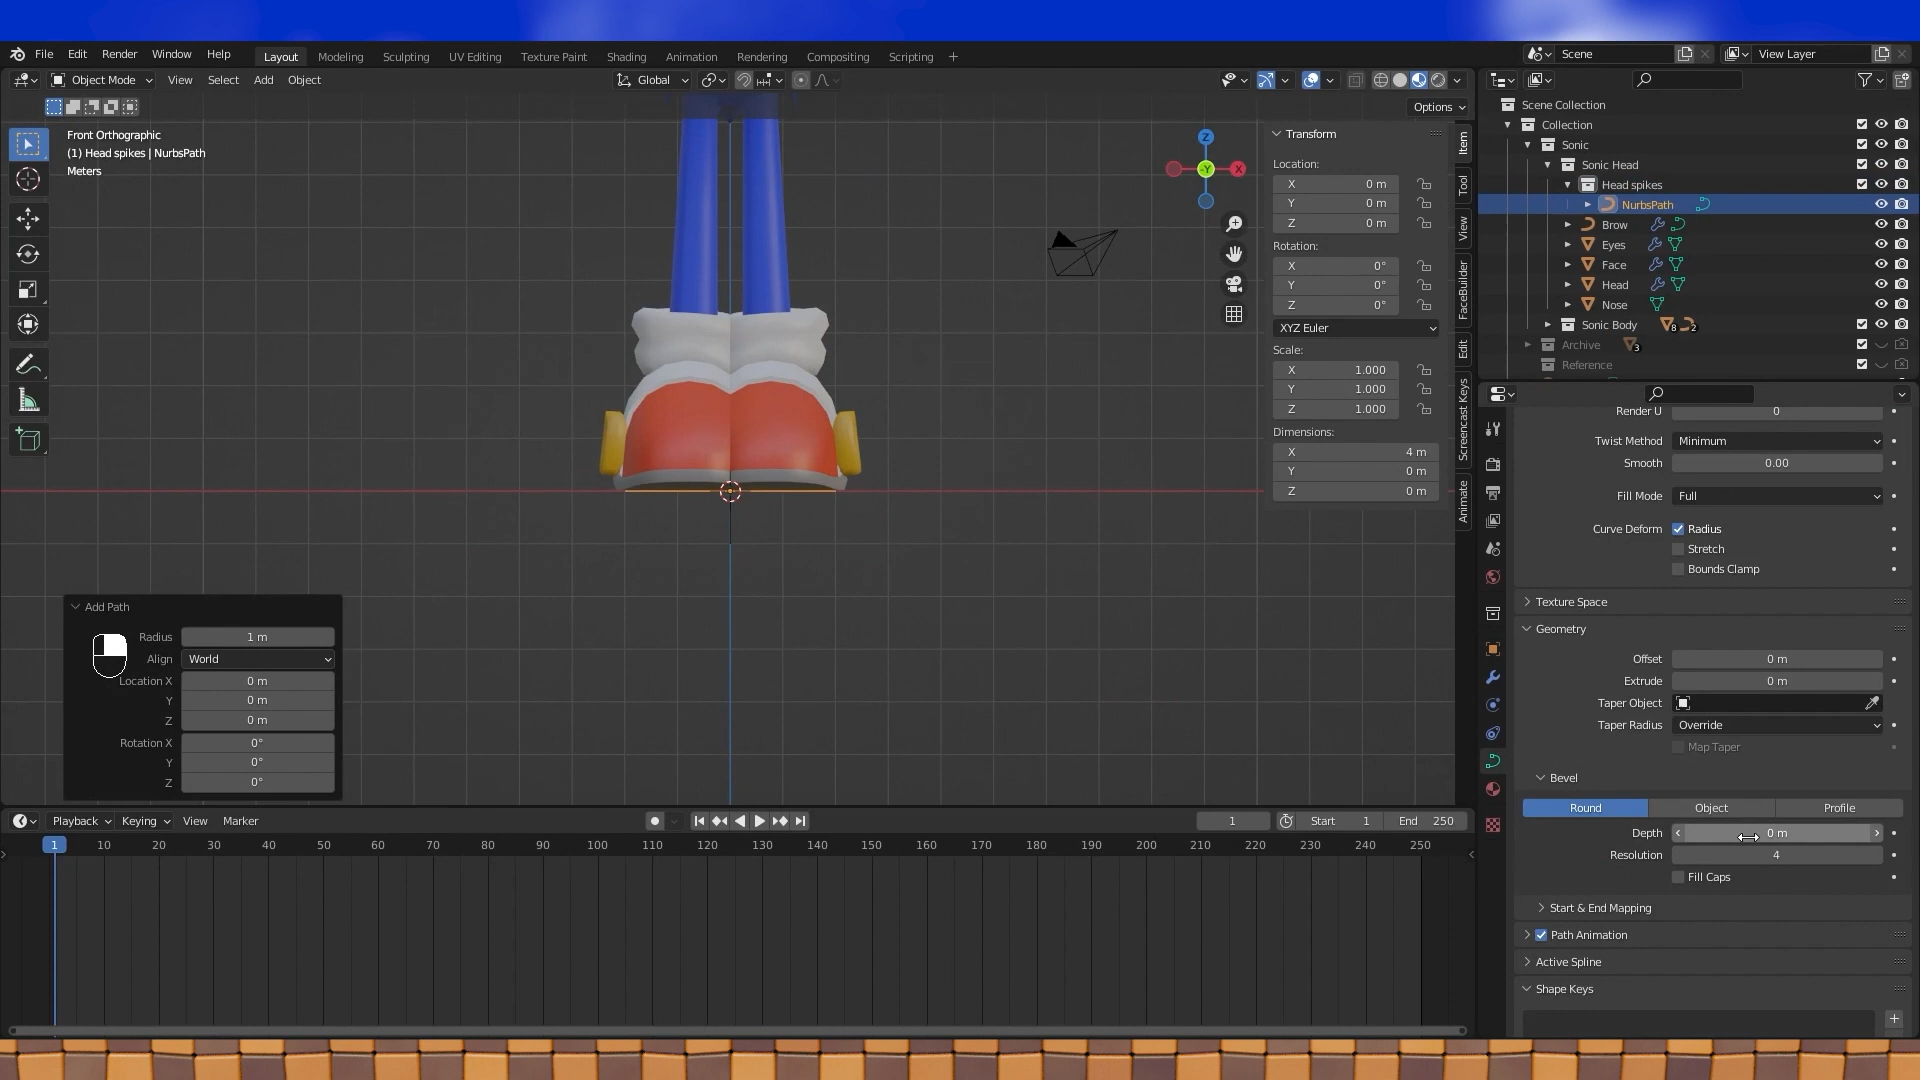 File Edit Render Window Help Layout Modeling Sculpting UV Editing Texture Paint Shading Animation Rendering Compositing Scripting + Scene View Layer
Object Mode View Select Add Object Global
Options
Front Orthographic
(1) Head spikes | NurbsPath
Meters
Z
-Y
X
Transform
Location:
X 0 m
Y 0 m
Z 0 m
Rotation:
X 0°
Y 0°
Z 0°
XYZ Euler
Scale:
X 1.000
Y 1.000
Z 1.000
Dimensions:
X 4 m
Y 0 m
Z 0 m
Item
Tool
View
FaceBuilder
Edit
Screencast Keys
Animate
Scene Collection
Collection
Sonic
Sonic Head
Head spikes
NurbsPath
Brow
Eyes
Face
Head
Nose
Sonic Body 8 2
Archive 3
Reference
Render U 0
Twist Method Minimum
Smooth 0.00
Fill Mode Full
Curve Deform Radius
Stretch
Bounds Clamp
Texture Space
Geometry
Offset 0 m
Extrude 0 m
Taper Object
Taper Radius Override
Map Taper
Bevel
Round Object Profile
Depth 0 m
Resolution 4
Fill Caps
Start & End Mapping
Path Animation
Active Spline
Shape Keys
+
Add Path
Radius 1 m
Align World
Location X 0 m
Y 0 m
Z 0 m
Rotation X 0°
Y 0°
Z 0°
Playback Keying View Marker 1 Start 1 End 250
1 10 20 30 40 50 60 70 80 90 100 110 120 130 140 150 160 170 180 190 200 210 220 230 240 250